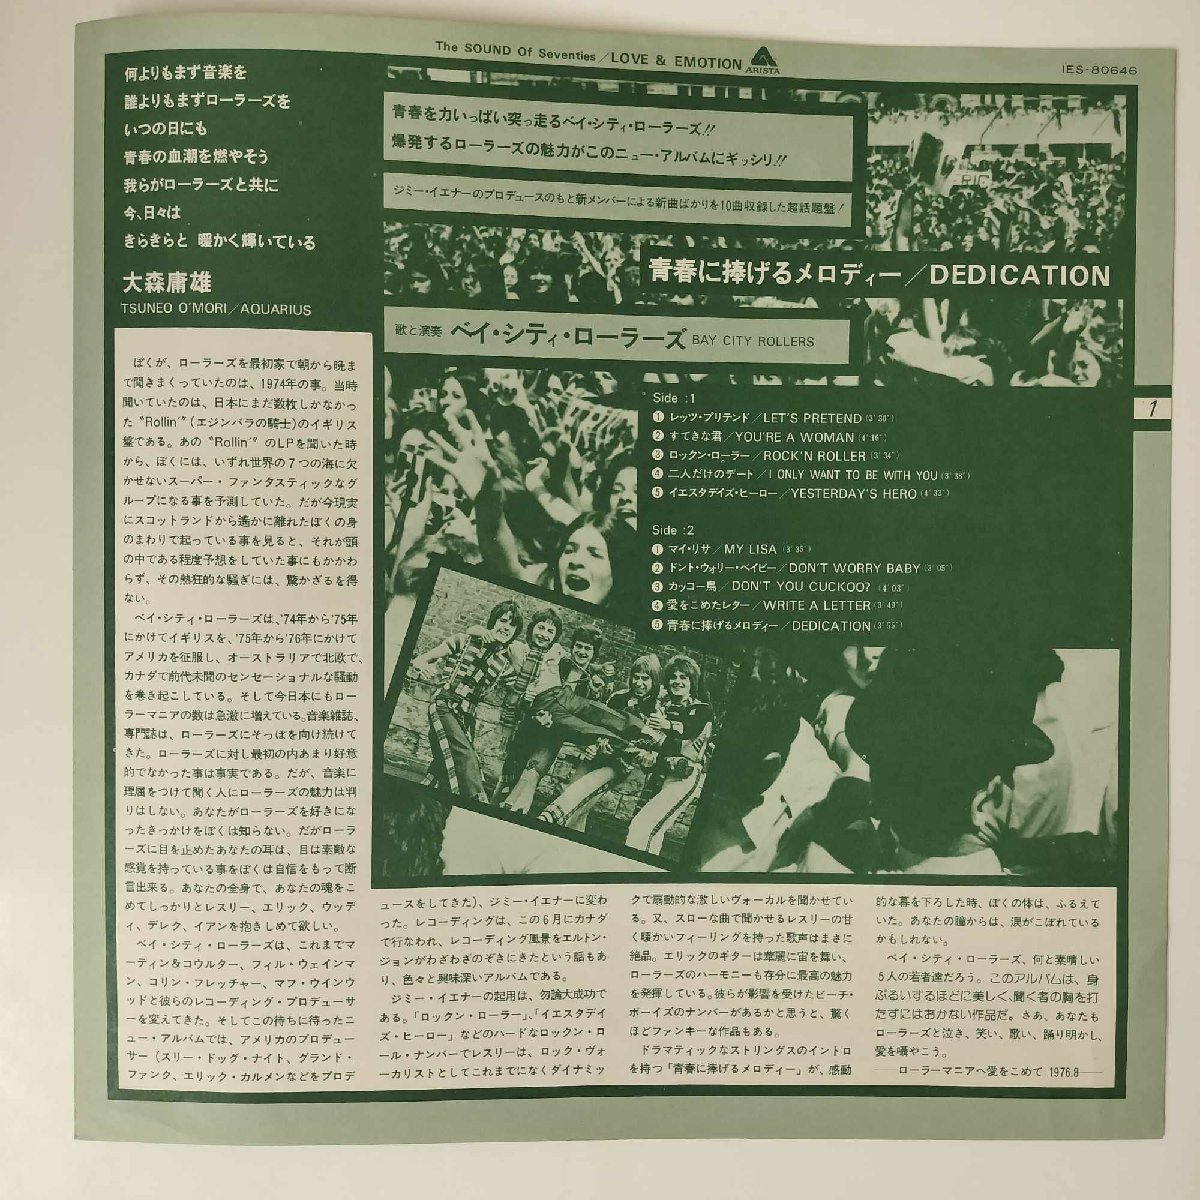 The SOUND Of Seventies／LOVE & EMOTION
ARISTA
IES-80646
何よりもまず音楽を
誰よりもまずローラーズを
いつの日にも
青春の血潮を燃やそう
我らがローラーズと共に
今、日々は
きらきらと 暖かく輝いている
大森庸雄
TSUNEO O'MORI／AQUARIUS
青春を力いっぱい突っ走るベイ・シティ・ローラーズ!!
爆発するローラーズの魅力がこのニュー・アルバムにギッシリ!!
ジミー・イエナーのプロデュースのもと新メンバーによる新曲ばかりを10曲収録した超話題盤！
青春に捧げるメロディー／DEDICATION
歌と演奏 ベイ・シティ・ローラーズ BAY CITY ROLLERS
1
Side :1
❶ レッツ・プリテンド／LET'S PRETEND (3'30")
❷ すてきな君／YOU'RE A WOMAN (4'16")
❸ ロックン・ローラー／ROCK'N ROLLER (3'34")
❹ 二人だけのデート／I ONLY WANT TO BE WITH YOU (3'38")
❺ イエスタデイズ・ヒーロー／YESTERDAY'S HERO (4'33")
Side :2
❶ マイ・リサ／MY LISA (3'35")
❷ ドント・ウォリー・ベイビー／DON'T WORRY BABY (3'05")
❸ カッコー鳥／DON'T YOU CUCKOO? (4'03")
❹ 愛をこめたレター／WRITE A LETTER (3'49")
❺ 青春に捧げるメロディー／DEDICATION (3'55")
ぼくが、ローラーズを最初家で朝から晩ま
で聞きまくっていたのは、1974年の事。当時
聞いていたのは、日本にまだ数枚しかなかっ
た "Rollin'"（エジンバラの騎士）のイギリス
盤である。あの "Rollin'" のLPを聞いた時
から、ぼくには、いずれ世界の７つの海に欠
かせないスーパー・ファンタスティックなグ
ループになる事を予測していた。だが今現実
にスコットランドから遙かに離れたぼくの身
のまわりで起っている事を見ると、それが頭
の中である程度予想をしていた事にもかかわ
らず、その熱狂的な騒ぎには、驚かざるを得
ない。
ベイ・シティ・ローラーズは、'74年から'75年
にかけてイギリスを、'75年から'76年にかけて
アメリカを征服し、オーストラリアで北欧で、
カナダで前代未聞のセンセーショナルな騒動
を巻き起こしている。そして今日本にもロー
ラーマニアの数は急激に増えている。音楽雑誌、
専門誌は、ローラーズにそっぽを向け続けて
きた。ローラーズに対し最初の内あまり好意
的でなかった事は事実である。だが、音楽に
理屈をつけて聞く人にローラーズの魅力は判
りはしない。あなたがローラーズを好きにな
ったきっかけをぼくは知らない。だがローラ
ーズに目を止めたあなたの耳は、目は素敵な
感覚を持っている事をぼくは自信をもって断
言出来る。あなたの全身で、あなたの魂をこ
めてしっかりとレスリー、エリック、ウッデ
ィ、デレク、イアンを抱きしめて欲しい。
ベイ・シティ・ローラーズは、これまでマ
ーティン&コウルター、フィル・ウェインマ
ン、コリン・フレッチャー、マフ・ウインウ
ッドと彼らのレコーディング・プロデューサ
ーを変えてきた。そしてこの待ちに待ったニ
ュー・アルバムでは、アメリカのプロデュー
サー（スリー・ドッグ・ナイト、グランド・
ファンク、エリック・カルメンなどをプロデ
ュースをしてきた）、ジミー・イエナーに変わ
った。レコーディングは、この６月にカナダ
で行なわれ、レコーディング風景をエルトン・
ジョンがわざわざのぞきにきたという話もあ
り、色々と興味深いアルバムである。
ジミー・イエナーの起用は、勿論大成功で
ある。「ロックン・ローラー」、「イエスタデイ
ズ・ヒーロー」などのハードなロックン・ロ
ール・ナンバーでレスリーは、ロック・ヴォ
ーカリストとしてこれまでになくダイナミッ
クで扇動的な激しいヴォーカルを聞かせてい
る。又、スローな曲で聞かせるレスリーの甘
く暖かいフィーリングを持った歌声はまさに
絶品。エリックのギターは華麗に宙を舞い、
ローラーズのハーモニーも存分に最高の魅力
を発揮している。彼らが影響を受けたビーチ・
ボーイズのナンバーがあるかと思うと、驚く
ほどファンキーな作品もある。
ドラマティックなストリングスのイントロ
を持つ「青春に捧げるメロディー」が、感動
的な幕を下ろした時、ぼくの体は、ふるえて
いた。あなたの瞳からは、涙がこぼれている
かもしれない。
ベイ・シティ・ローラーズ、何と素晴しい
５人の若者達だろう。このアルバムは、身
ぶるいするほどに美しく、聞く者の胸を打
たずにはおかない作品だ。さあ、あなたも
ローラーズと泣き、笑い、歌い、踊り明かし、
愛を囁やこう。
――ローラーマニアへ愛をこめて 1976.8――